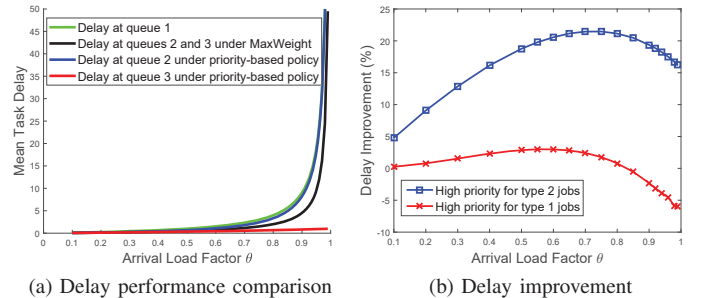 50
45
40
35
30
25
20
15
10
5
0
Mean Task Delay
Delay at queue 1
Delay at queues 2 and 3 under MaxWeight
Delay at queue 2 under priority-based policy
Delay at queue 3 under priority-based policy
0 0.1 0.2 0.3 0.4 0.5 0.6 0.7 0.8 0.9 1
Arrival Load Factor θ
(a) Delay performance comparison
25
20
15
10
5
0
-5
-10
Delay Improvement (%)
High priority for type 2 jobs
High priority for type 1 jobs
0.1 0.2 0.3 0.4 0.5 0.6 0.7 0.8 0.9 1
Arrival Load Factor θ
(b) Delay improvement